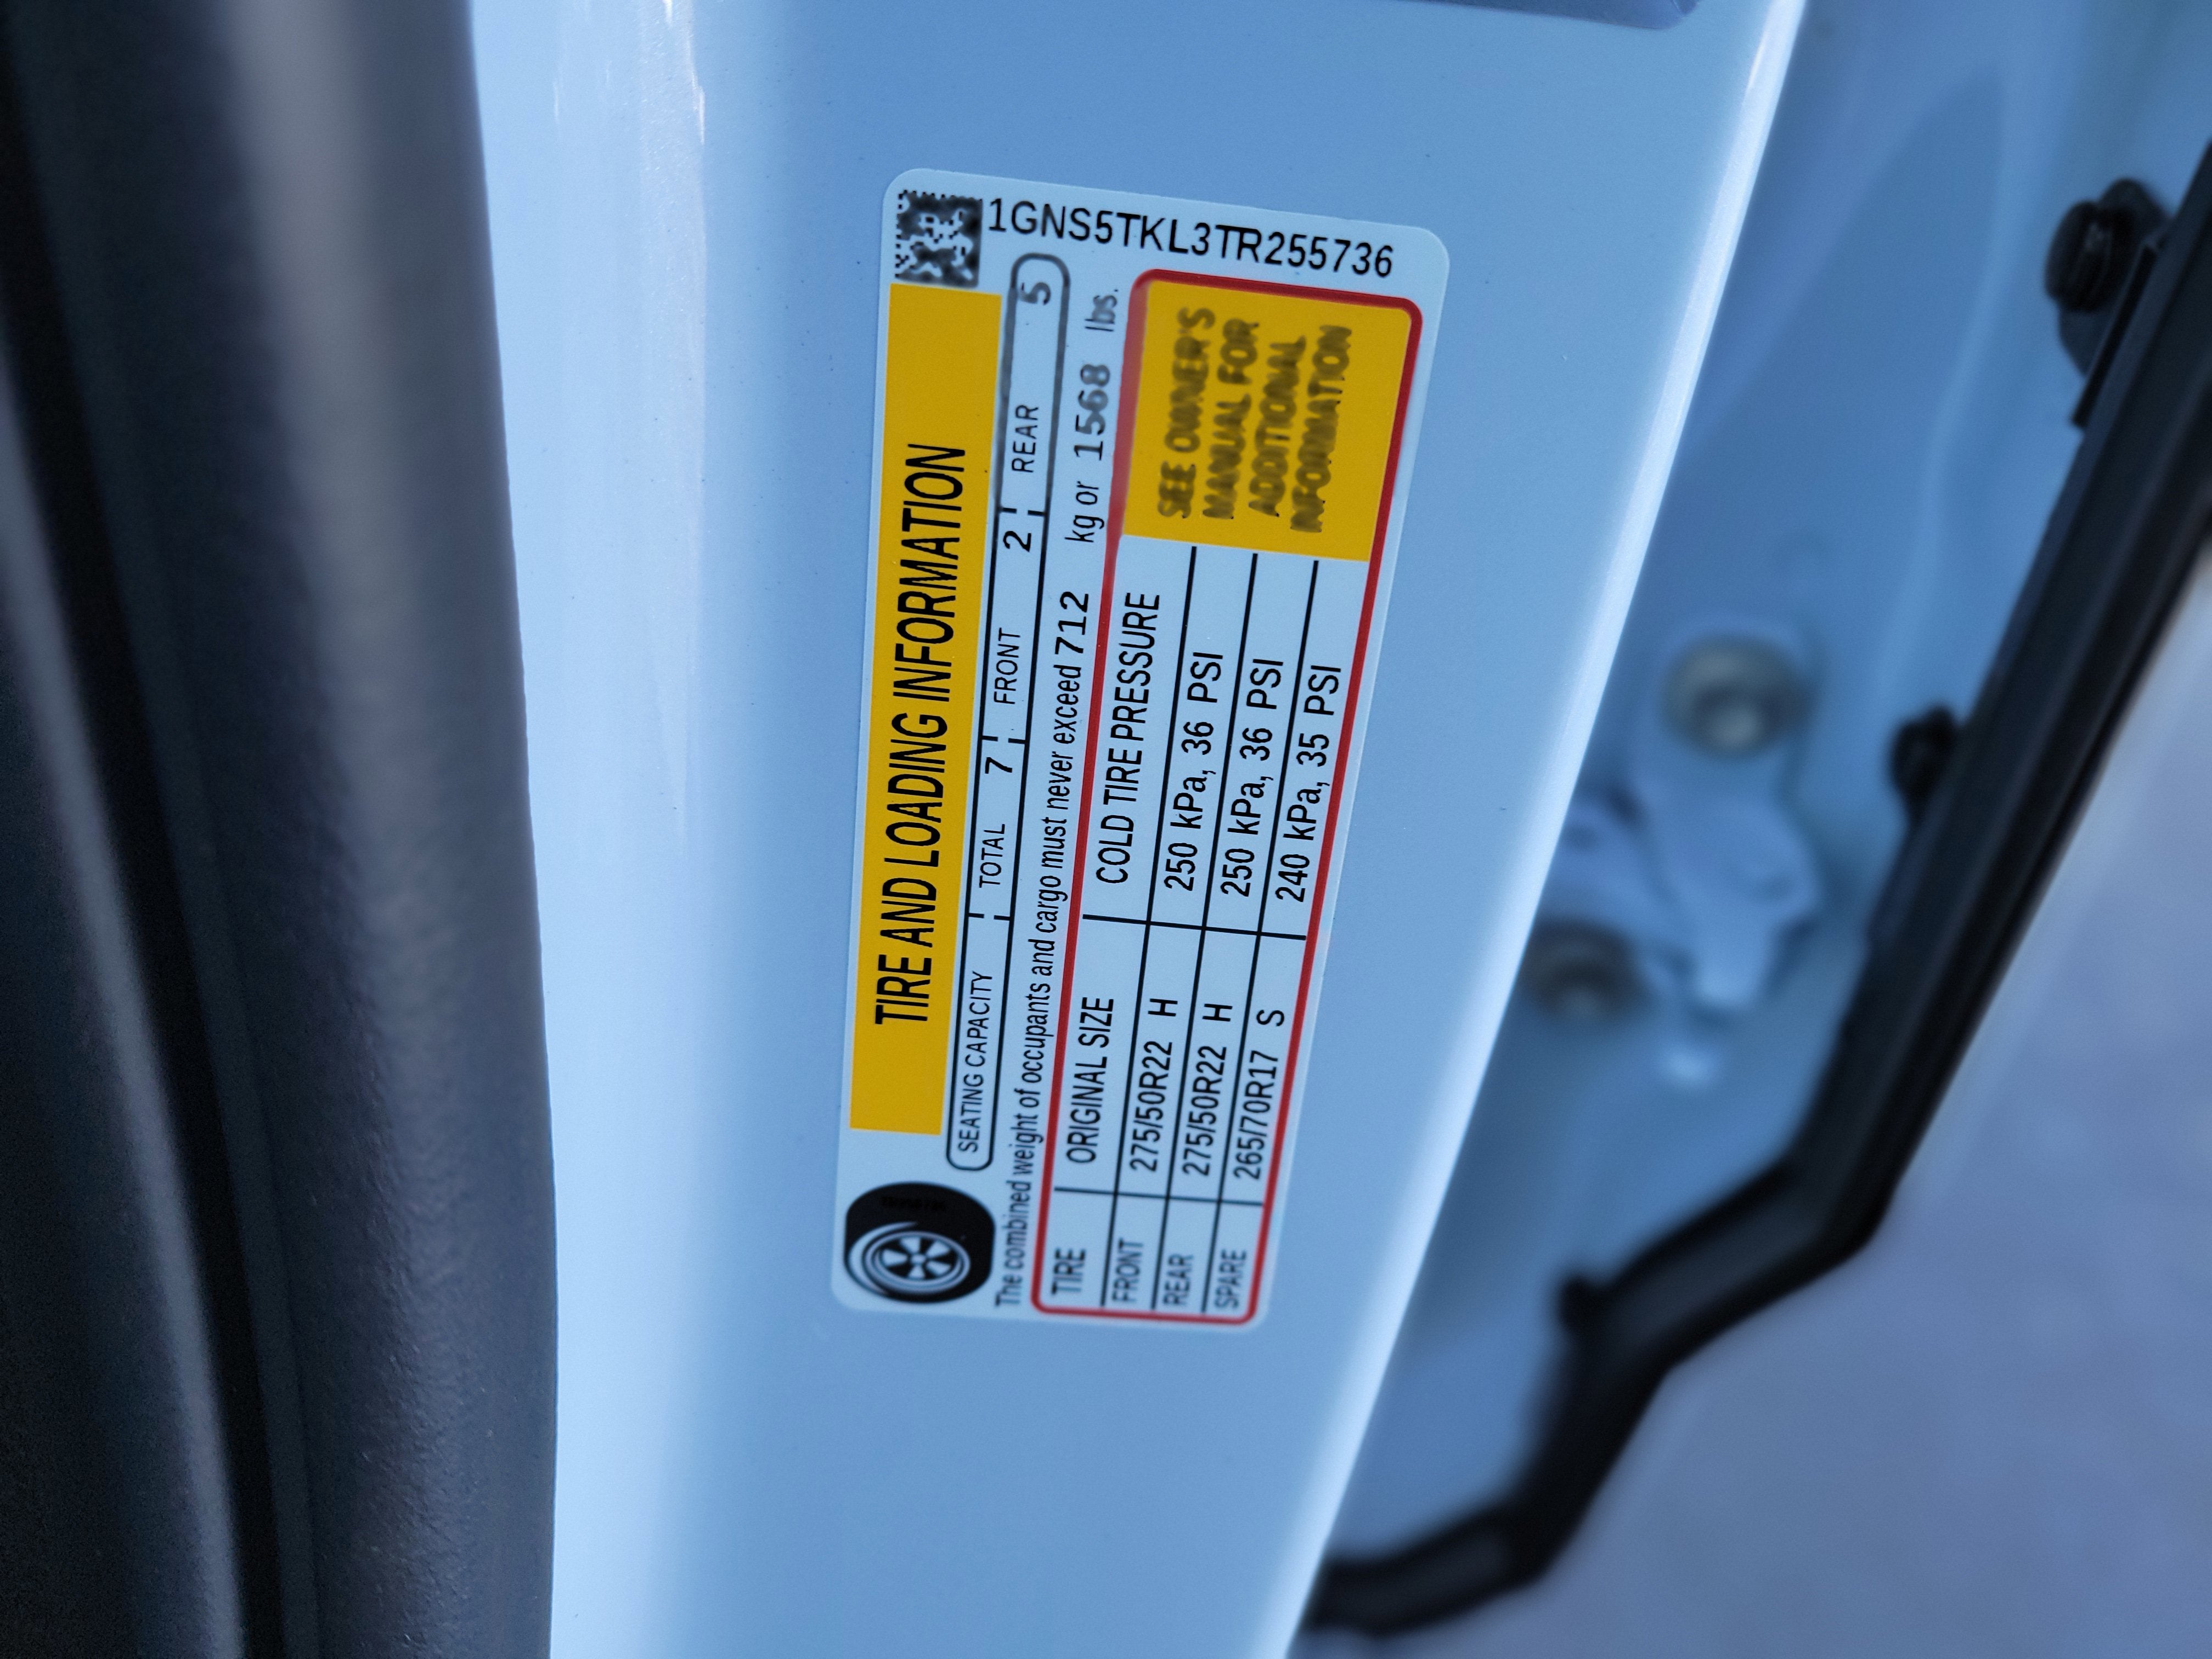 1GNS5TKL3TR255736
TIRE AND LOADING INFORMATION
SEATING CAPACITY TOTAL 7 FRONT 2 REAR 5
The combined weight of occupants and cargo must never exceed 712 kg or 1568 lbs.
TIRE ORIGINAL SIZE COLD TIRE PRESSURE
FRONT 275/50R22 H 250 kPa, 36 PSI
REAR 275/50R22 H 250 kPa, 36 PSI
SPARE 265/70R17 S 240 kPa, 35 PSI
SEE OWNER'S
MANUAL FOR
ADDITIONAL
INFORMATION